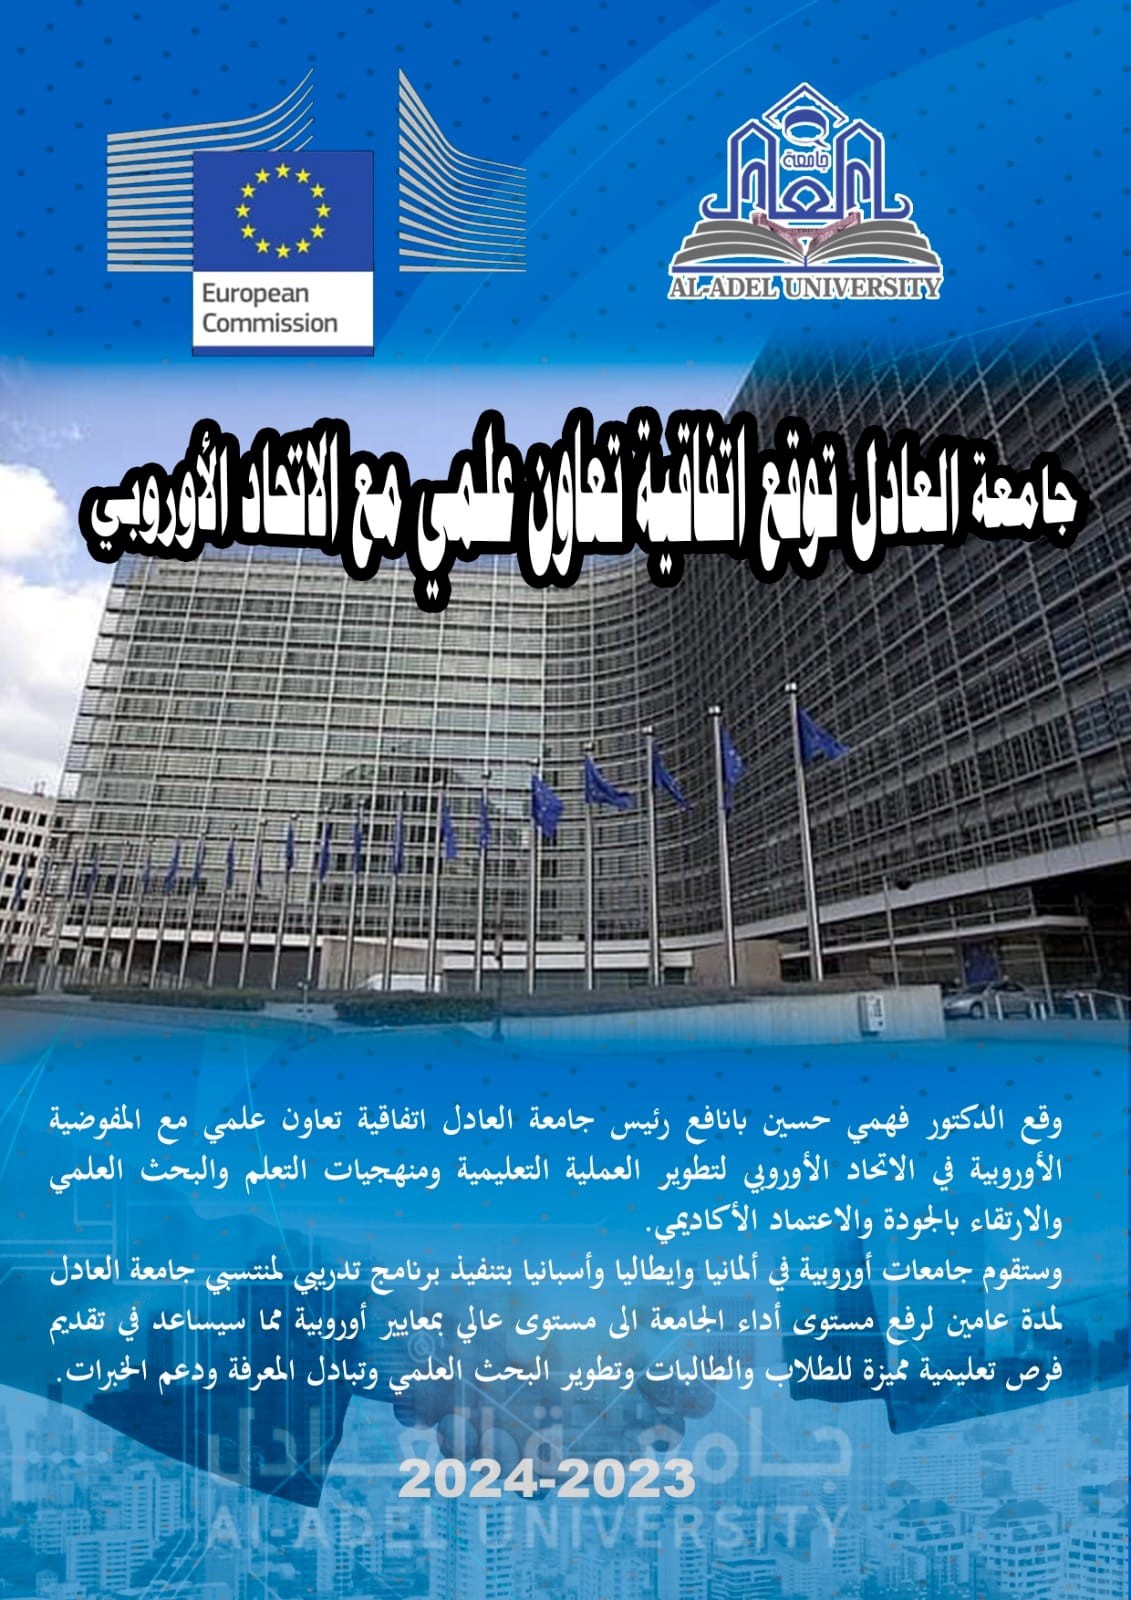 European
Commission
جامعة
العادل
AL-ADEL UNIVERSITY
جامعة العادل توقع اتفاقية تعاون علمي مع الاتحاد الأوروبي
وقع الدكتور فهمي حسين بانافع رئيس جامعة العادل اتفاقية تعاون علمي مع المفوضية
الأوروبية في الاتحاد الأوروبي لتطوير العملية التعليمية ومنهجيات التعلم والبحث العلمي
والارتقاء بالجودة والاعتماد الأكاديمي.
وستقوم جامعات أوروبية في ألمانيا وايطاليا وأسبانيا بتنفيذ برنامج تدريبي لمنتسبي جامعة العادل
لمدة عامين لرفع مستوى أداء الجامعة الى مستوى عالي بمعايير أوروبية مما سيساعد في تقديم
فرص تعليمية مميزة للطلاب والطالبات وتطوير البحث العلمي وتبادل المعرفة ودعم الخبرات.
جامعة العادل
2024-2023
Al-ADEL UNIVERSITY